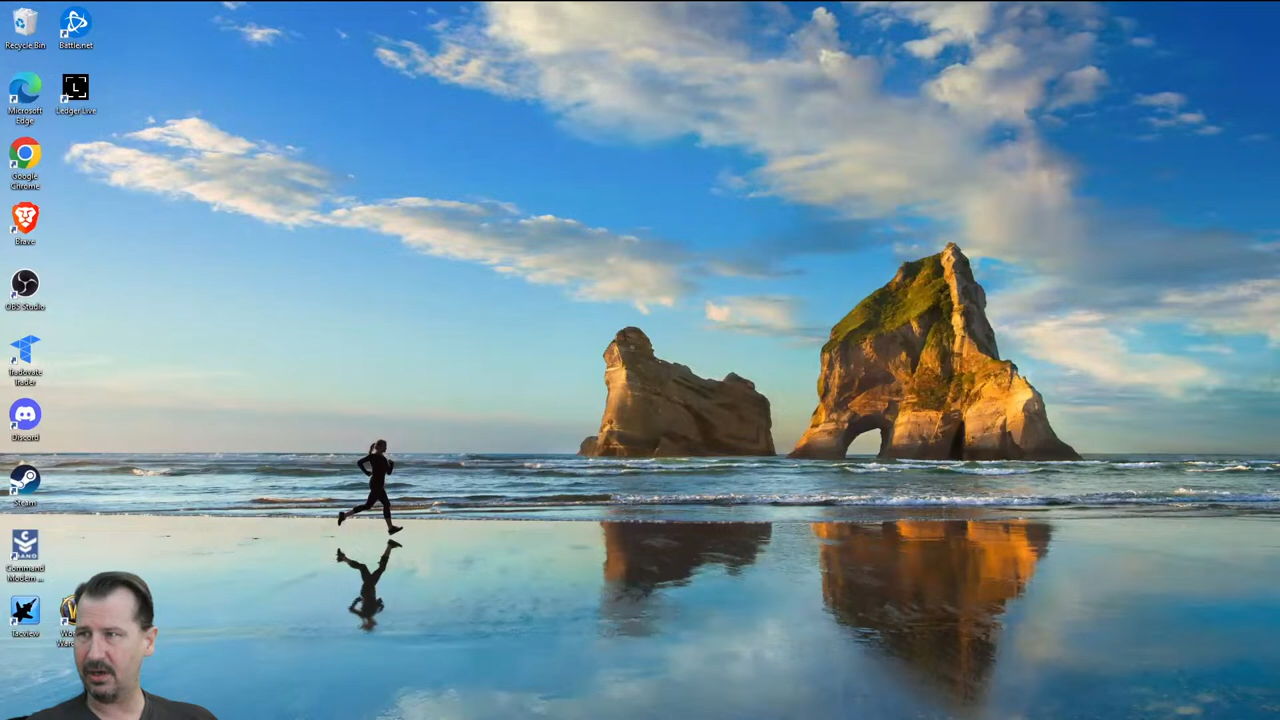 Recycle Bin
Battle.net
Microsoft
Edge
Ledger Live
Google
Chrome
Brave
OBS Studio
Tradovate
Trader
Discord
Steam
Command
Modern ...
Tacview